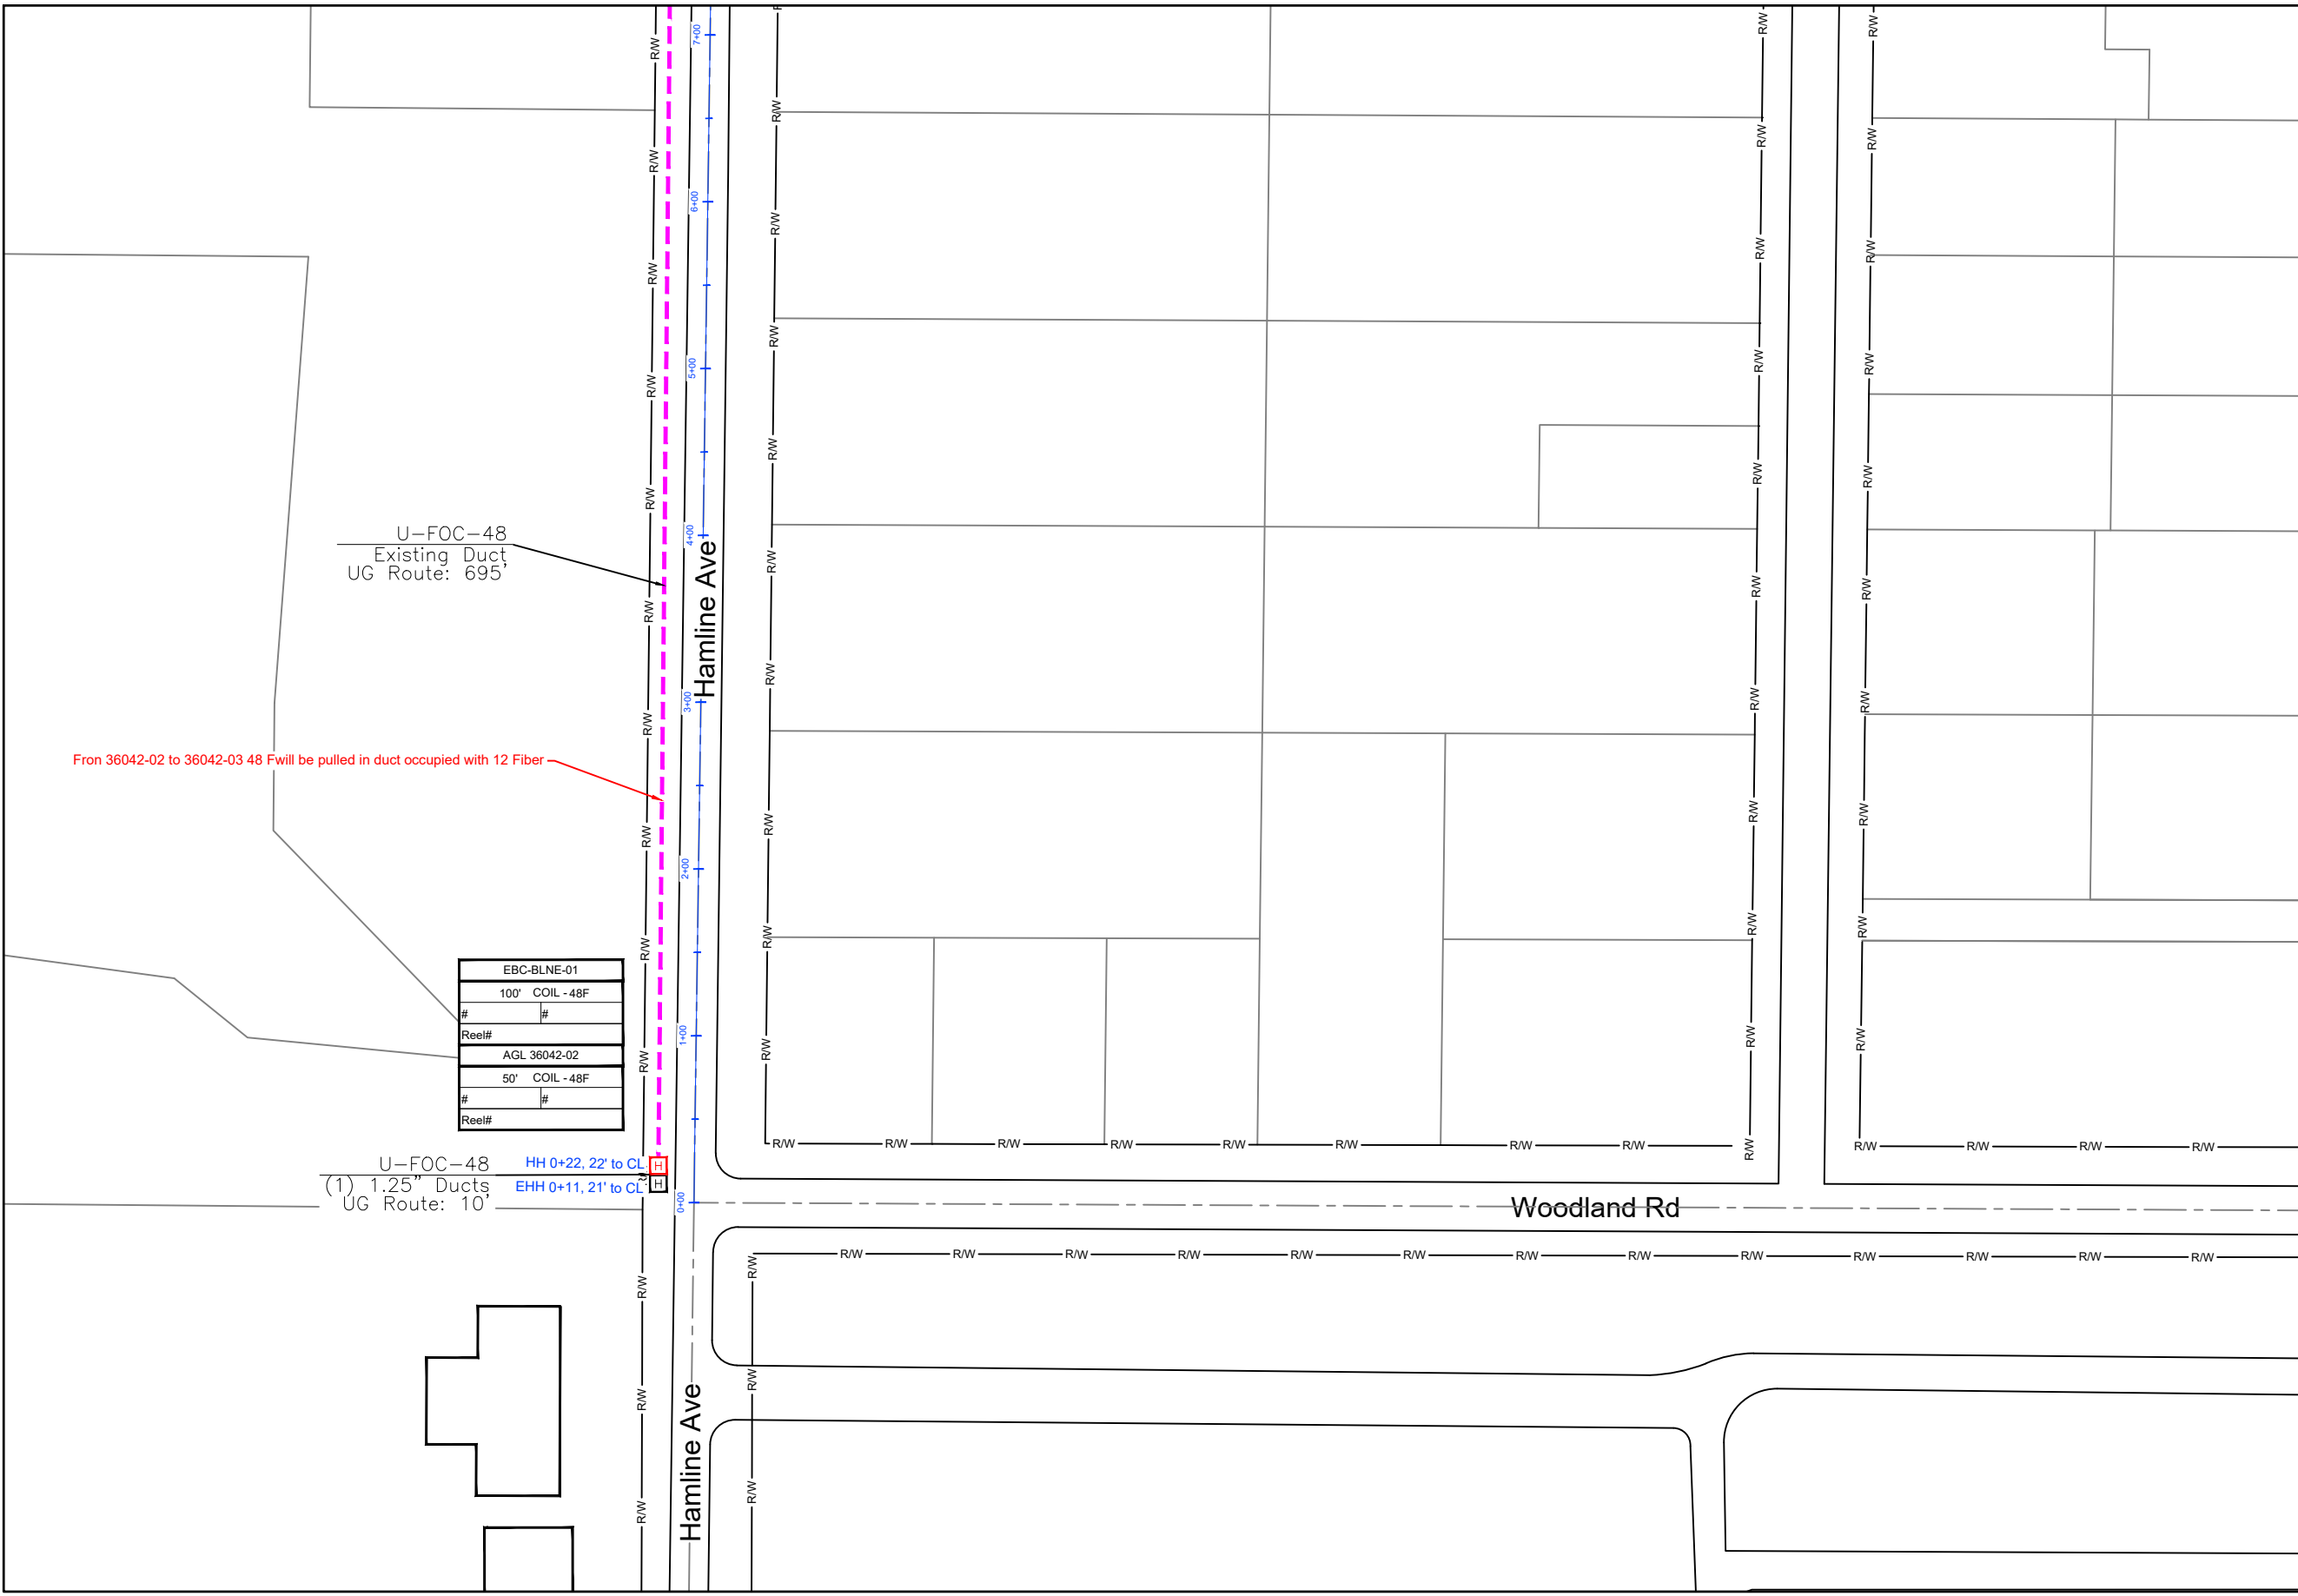 7+00
6+00
5+00
4+00
3+00
2+00
1+00
0+00
U-FOC-48
Existing Duct
UG Route: 695'
Hamline Ave
Fron 36042-02 to 36042-03 48 Fwill be pulled in duct occupied with 12 Fiber
EBC-BLNE-01
100' COIL - 48F
# #
Reel#
AGL 36042-02
50' COIL - 48F
# #
Reel#
U-FOC-48
(1) 1.25" Ducts
UG Route: 10'
HH 0+22, 22' to CL
H
EHH 0+11, 21' to CL
H
Woodland Rd
Hamline Ave
R/W R/W R/W R/W R/W R/W R/W R/W R/W R/W R/W R/W R/W R/W
R/W R/W R/W R/W R/W R/W R/W R/W R/W R/W
R/W R/W R/W R/W R/W R/W R/W R/W
R/W R/W R/W R/W R/W R/W R/W R/W R/W R/W R/W
R/W R/W R/W R/W R/W R/W R/W R/W R/W R/W
R/W R/W R/W R/W
R/W R/W R/W R/W R/W R/W R/W R/W R/W R/W R/W R/W R/W
R/W R/W R/W